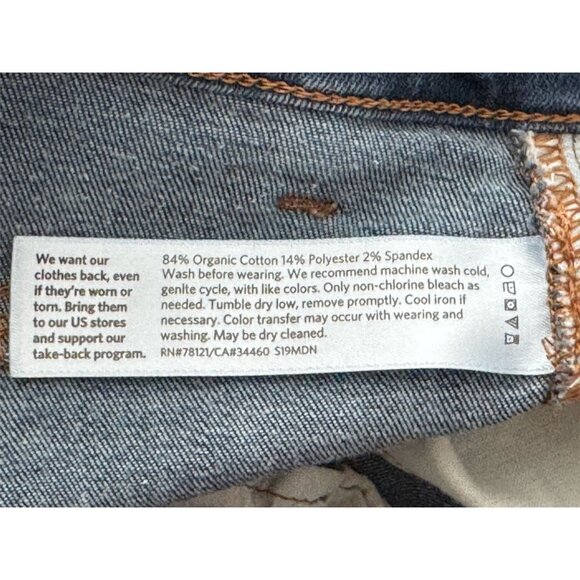 We want our
clothes back, even
if they're worn or
torn. Bring them
to our US stores
and support our
take-back program.
84% Organic Cotton 14% Polyester 2% Spandex
Wash before wearing. We recommend machine wash cold,
genlte cycle, with like colors. Only non-chlorine bleach as
needed. Tumble dry low, remove promptly. Cool iron if
necessary. Color transfer may occur with wearing and
washing. May be dry cleaned.
RN#78121/CA#34460 S19MDN